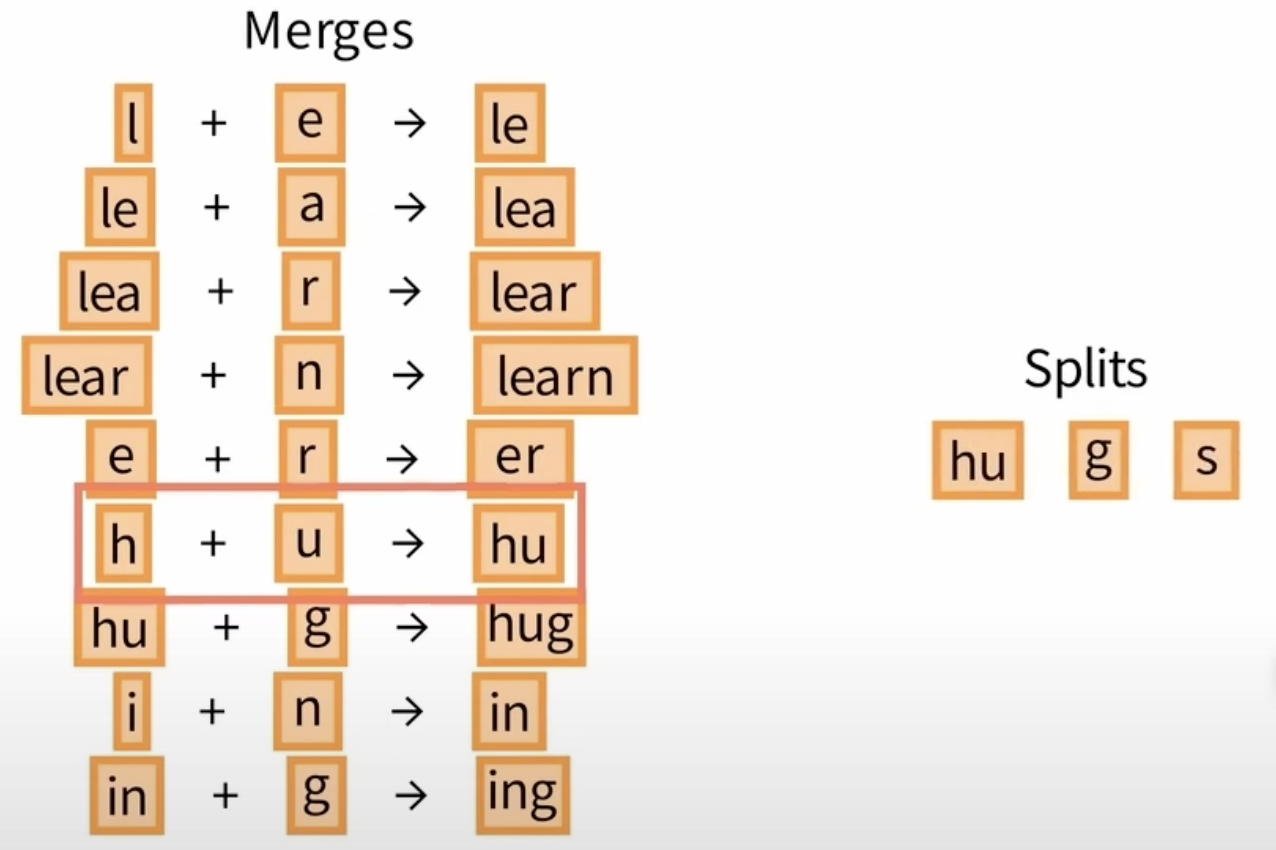 Merges
l + e → le
le + a → lea
lea + r → lear
lear + n → learn
e + r → er
h + u → hu
hu + g → hug
i + n → in
in + g → ing
Splits
hu g s